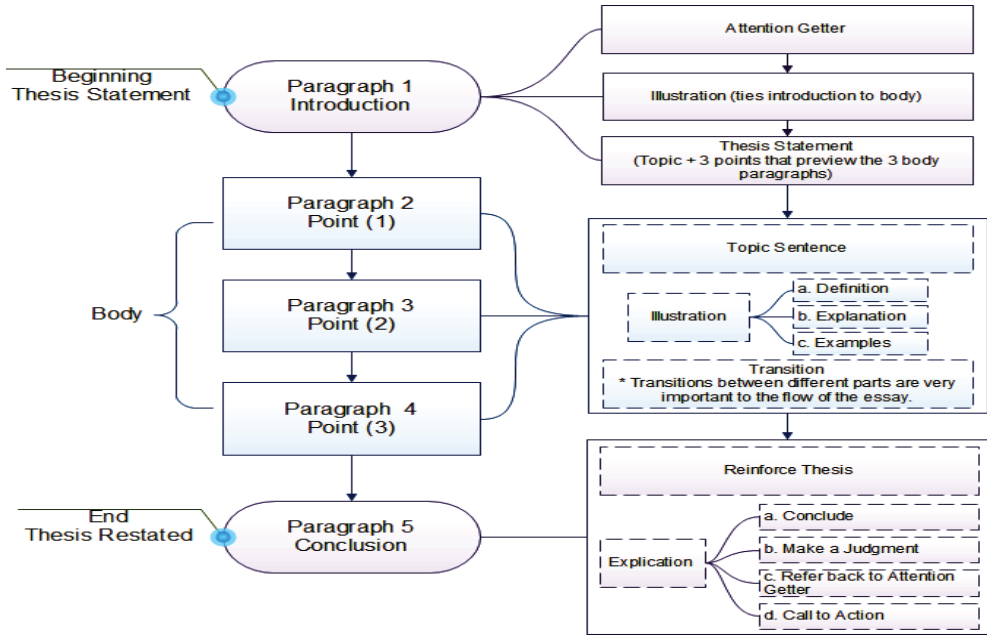 Beginning
Thesis Statement
Paragraph 1
Introduction
Attention Getter
Illustration (ties introduction to body)
Thesis Statement
(Topic + 3 points that preview the 3 body
paragraphs)
Body
Paragraph 2
Point (1)
Paragraph 3
Point (2)
Paragraph 4
Point (3)
Topic Sentence
Illustration
a. Definition
b. Explanation
c. Examples
Transition
* Transitions between different parts are very
important to the flow of the essay.
End
Thesis Restated
Paragraph 5
Conclusion
Reinforce Thesis
Explication
a. Conclude
b. Make a Judgment
c. Refer back to Attention
Getter
d. Call to Action